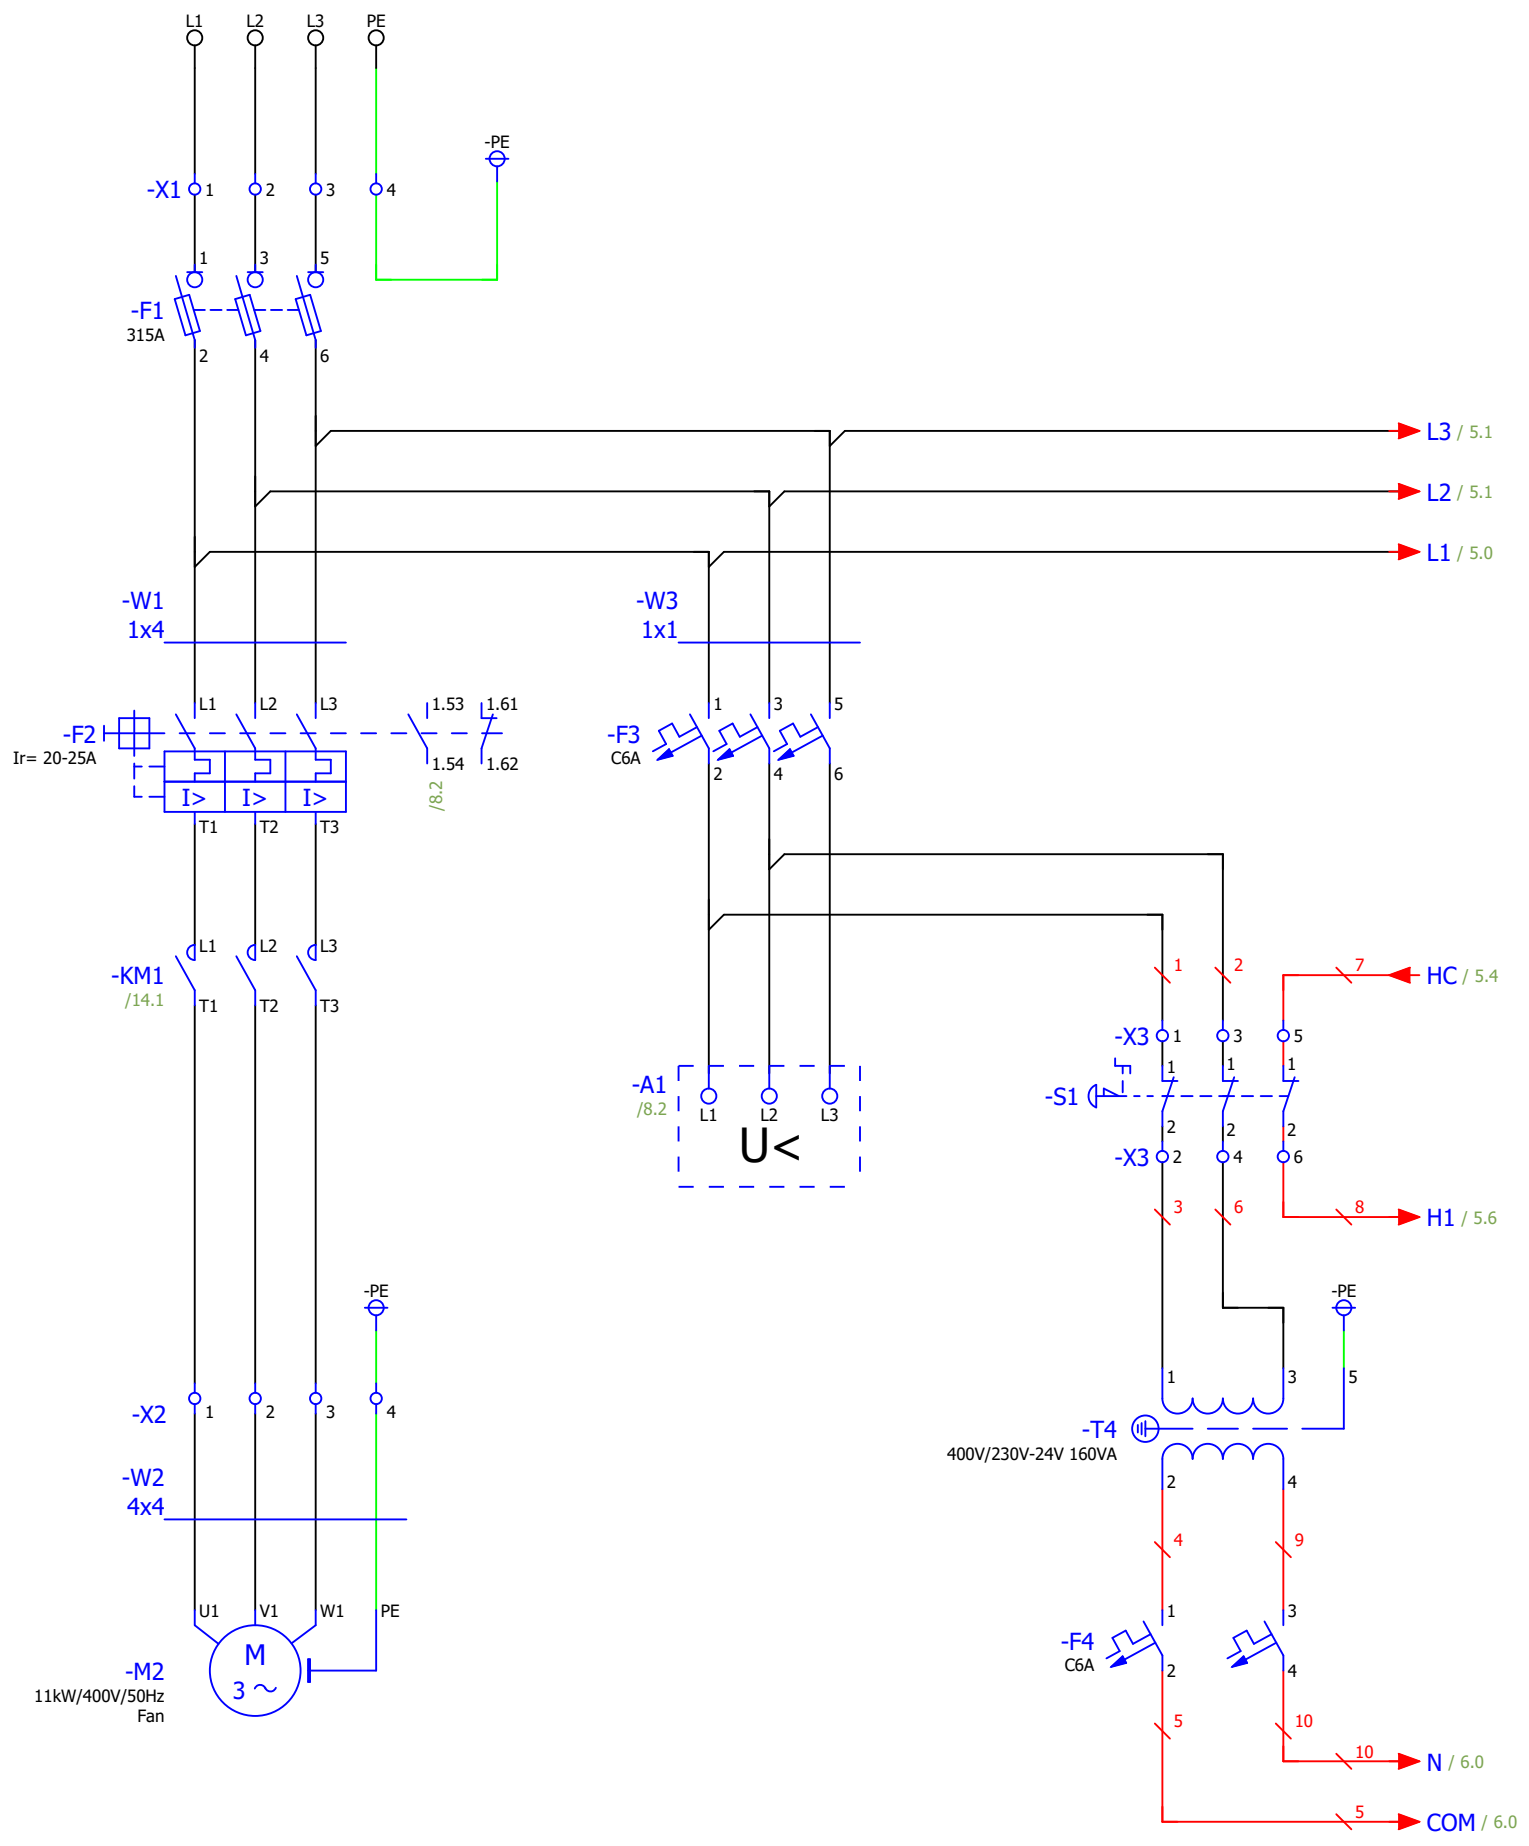 L1 L2 L3 PE
-PE
-X1 1 2 3 4
1 3 5
-F1
315A
2 4 6
L3 / 5.1
L2 / 5.1
L1 / 5.0
-W1
1x4
-W3
1x1
L1 L2 L3 1.53 1.61 1 3 5
-F2
Ir= 20-25A
-F3
C6A
1.54 1.62
2 4 6
/8.2
I> I> I>
T1 T2 T3
L1 L2 L3
-KM1
/14.1
T1 T2 T3
1 2 7
HC / 5.4
-X3 1 3 5
1 1 1
-A1
/8.2
L1 L2 L3
U<
-S1
2 2 2
-X3 2 4 6
3 6 8
H1 / 5.6
-PE
-PE
1 3 5
-X2 1 2 3 4
-T4
400V/230V-24V 160VA
2 4
-W2
4x4
4 9
U1 V1 W1 PE
1 3
M
3 ~
-M2
11kW/400V/50Hz
Fan
-F4
C6A
2 4
5 10
10
N / 6.0
5
COM / 6.0